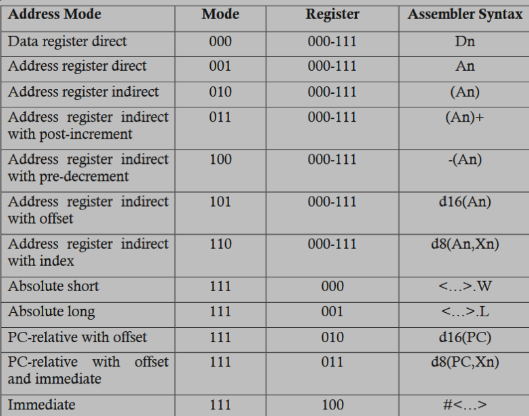 Address Mode Mode Register Assembler Syntax
Data register direct 000 000-111 Dn
Address register direct 001 000-111 An
Address register indirect 010 000-111 (An)
Address register indirect 011 000-111 (An)+
with post-increment
Address register indirect 100 000-111 -(An)
with pre-decrement
Address register indirect 101 000-111 d16(An)
with offset
Address register indirect 110 000-111 d8(An,Xn)
with index
Absolute short 111 000 <...>.W
Absolute long 111 001 <...>.L
PC-relative with offset 111 010 d16(PC)
PC-relative with offset 111 011 d8(PC,Xn)
and immediate
Immediate 111 100 #<...>